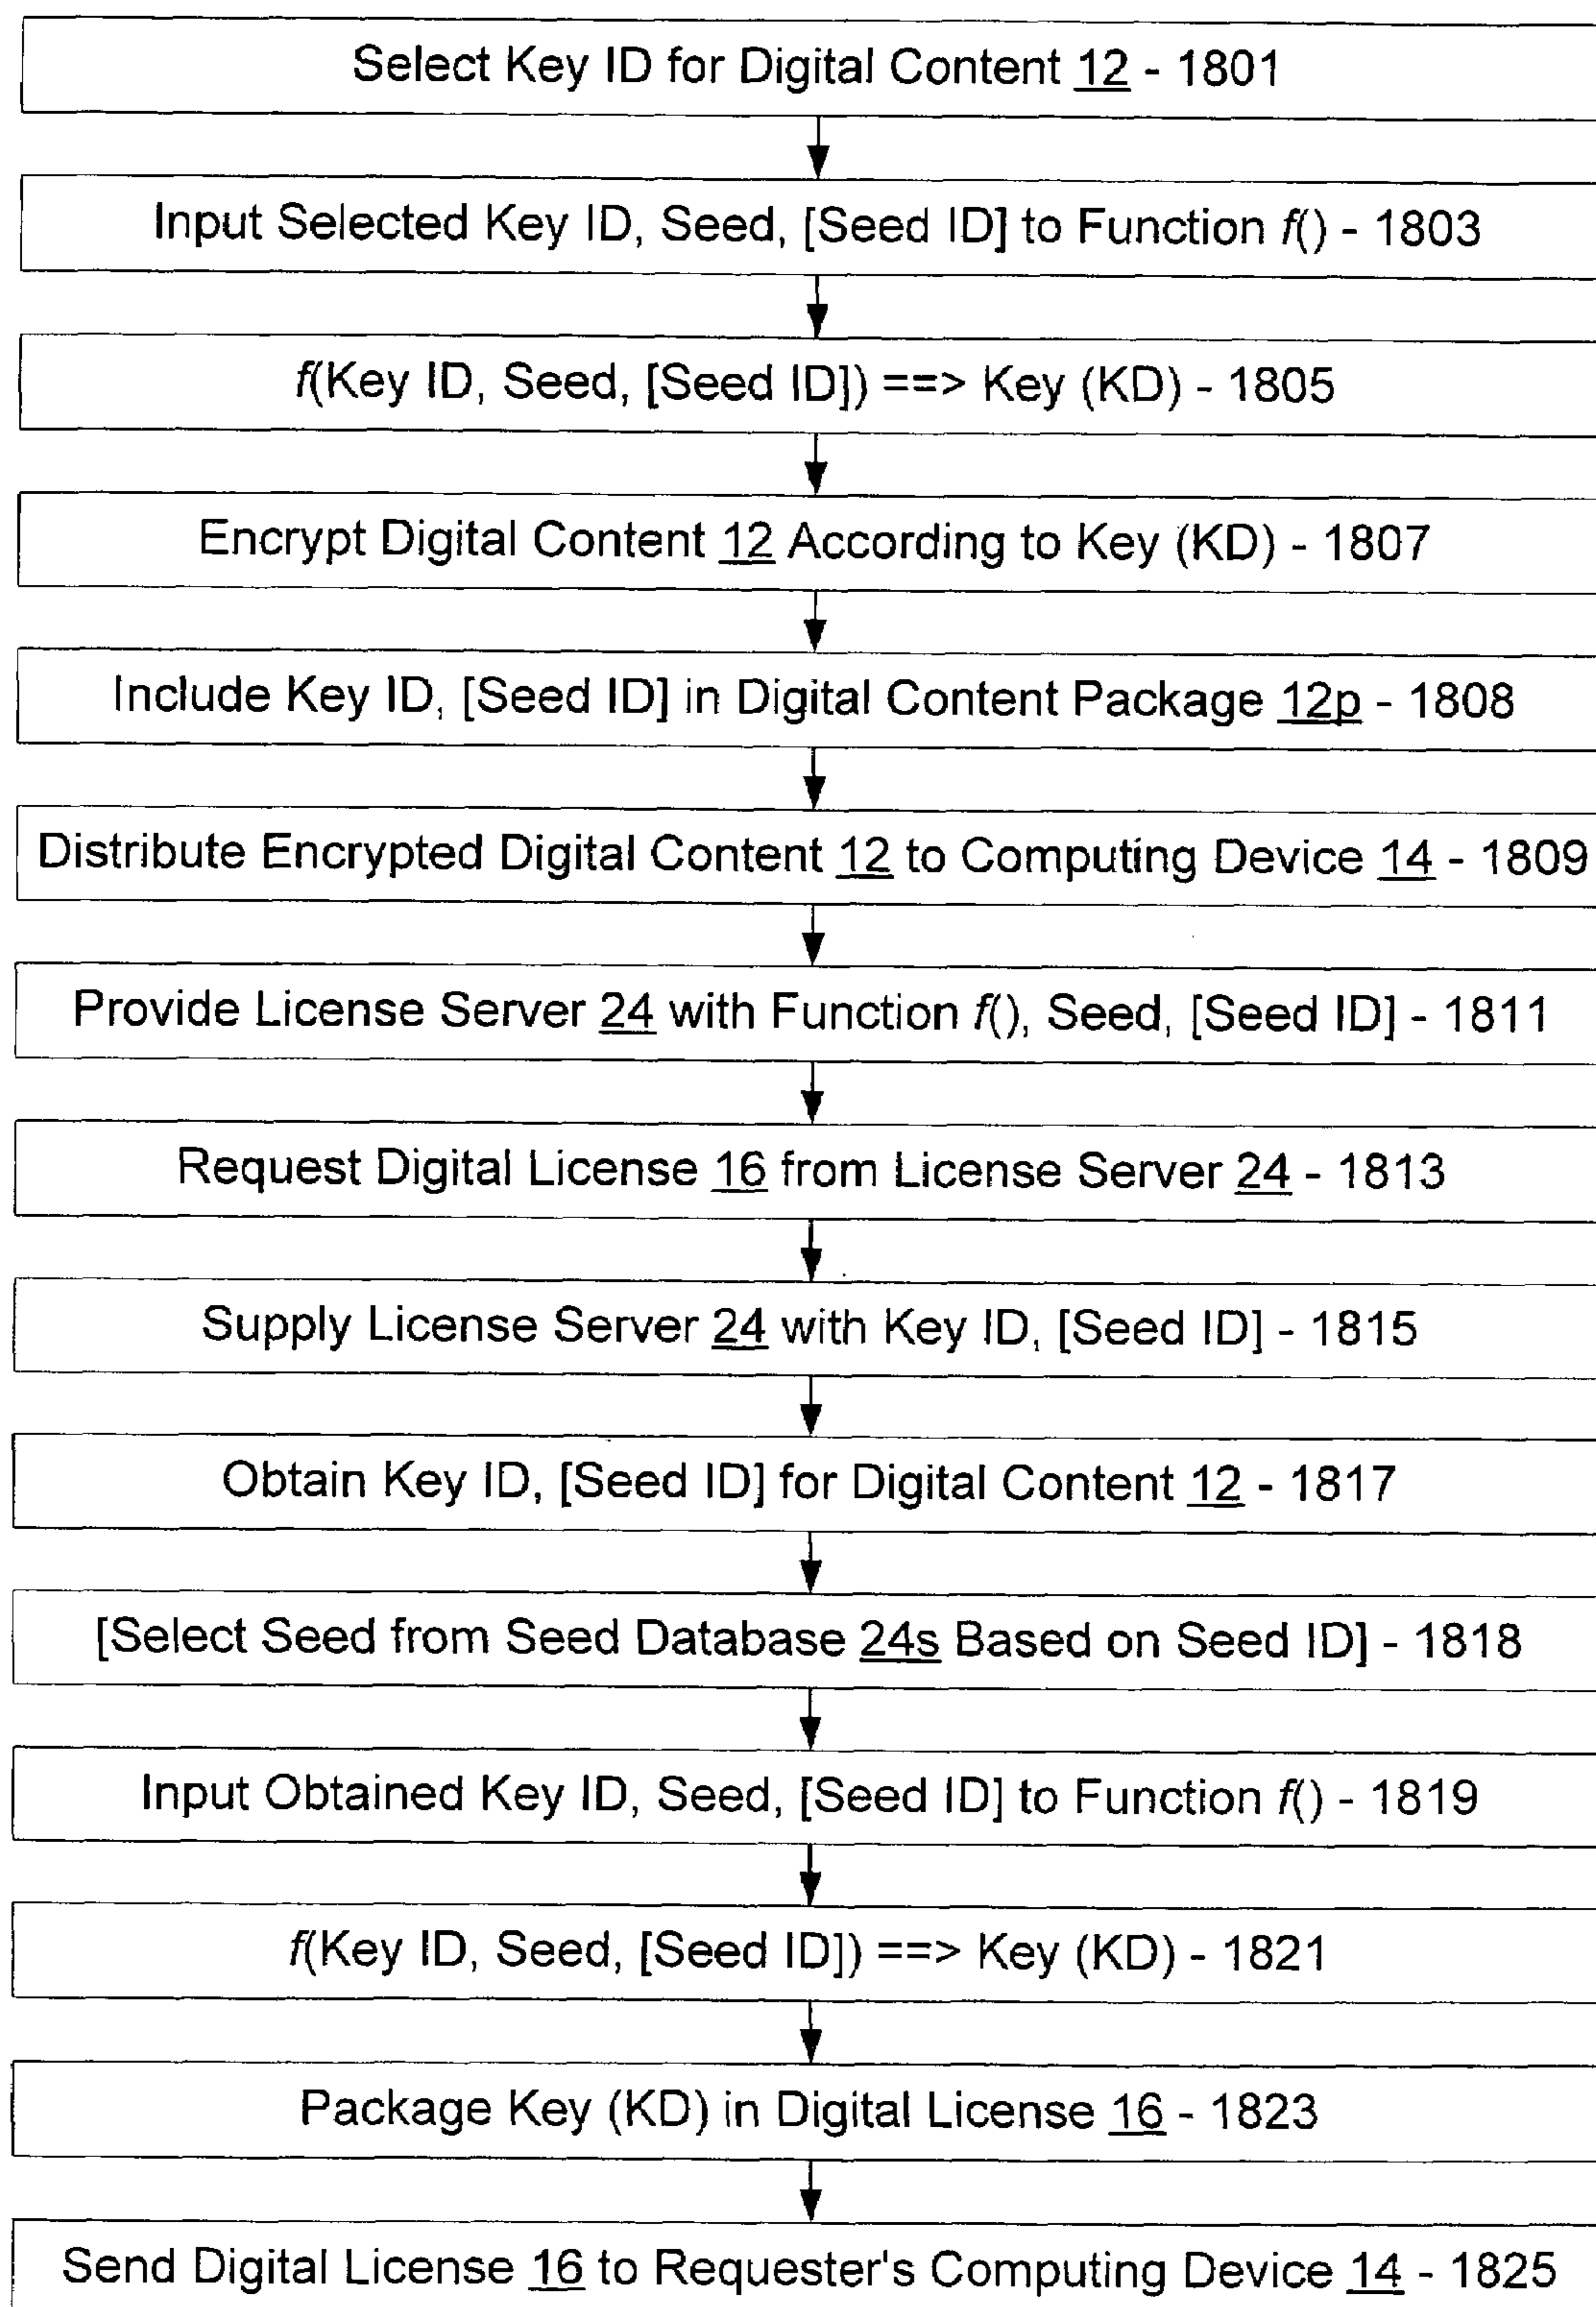 Select Key ID for Digital Content 12 - 1801
Input Selected Key ID, Seed, [Seed ID] to Function f() - 1803
f(Key ID, Seed, [Seed ID]) ==> Key (KD) - 1805
Encrypt Digital Content 12 According to Key (KD) - 1807
Include Key ID, [Seed ID] in Digital Content Package 12p - 1808
Distribute Encrypted Digital Content 12 to Computing Device 14 - 1809
Provide License Server 24 with Function f(), Seed, [Seed ID] - 1811
Request Digital License 16 from License Server 24 - 1813
Supply License Server 24 with Key ID, [Seed ID] - 1815
Obtain Key ID, [Seed ID] for Digital Content 12 - 1817
[Select Seed from Seed Database 24s Based on Seed ID] - 1818
Input Obtained Key ID, Seed, [Seed ID] to Function f() - 1819
f(Key ID, Seed, [Seed ID]) ==> Key (KD) - 1821
Package Key (KD) in Digital License 16 - 1823
Send Digital License 16 to Requester's Computing Device 14 - 1825